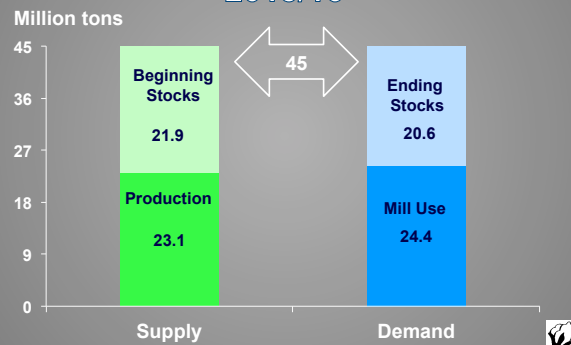 Million tons
45
36
27
18
9
0
Beginning
Stocks
21.9
Production
23.1
45
Ending
Stocks
20.6
Mill Use
24.4
Supply
Demand